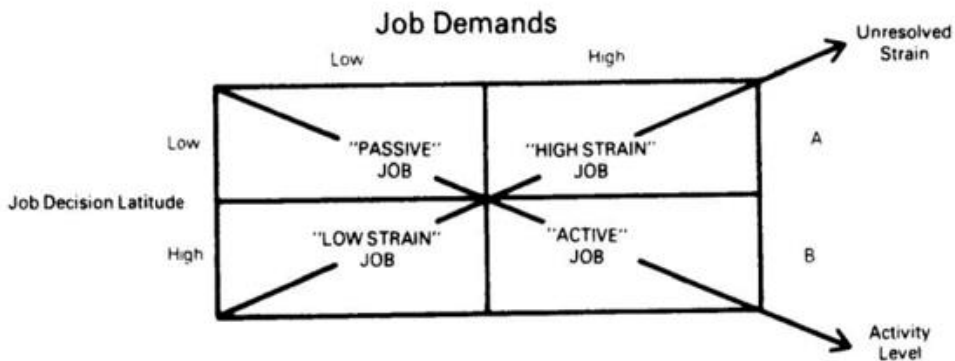 Job Demands
Low
High
Unresolved
Strain
Low
"PASSIVE"
JOB
"HIGH STRAIN"
JOB
A
Job Decision Latitude
High
"LOW STRAIN"
JOB
"ACTIVE"
JOB
B
Activity
Level